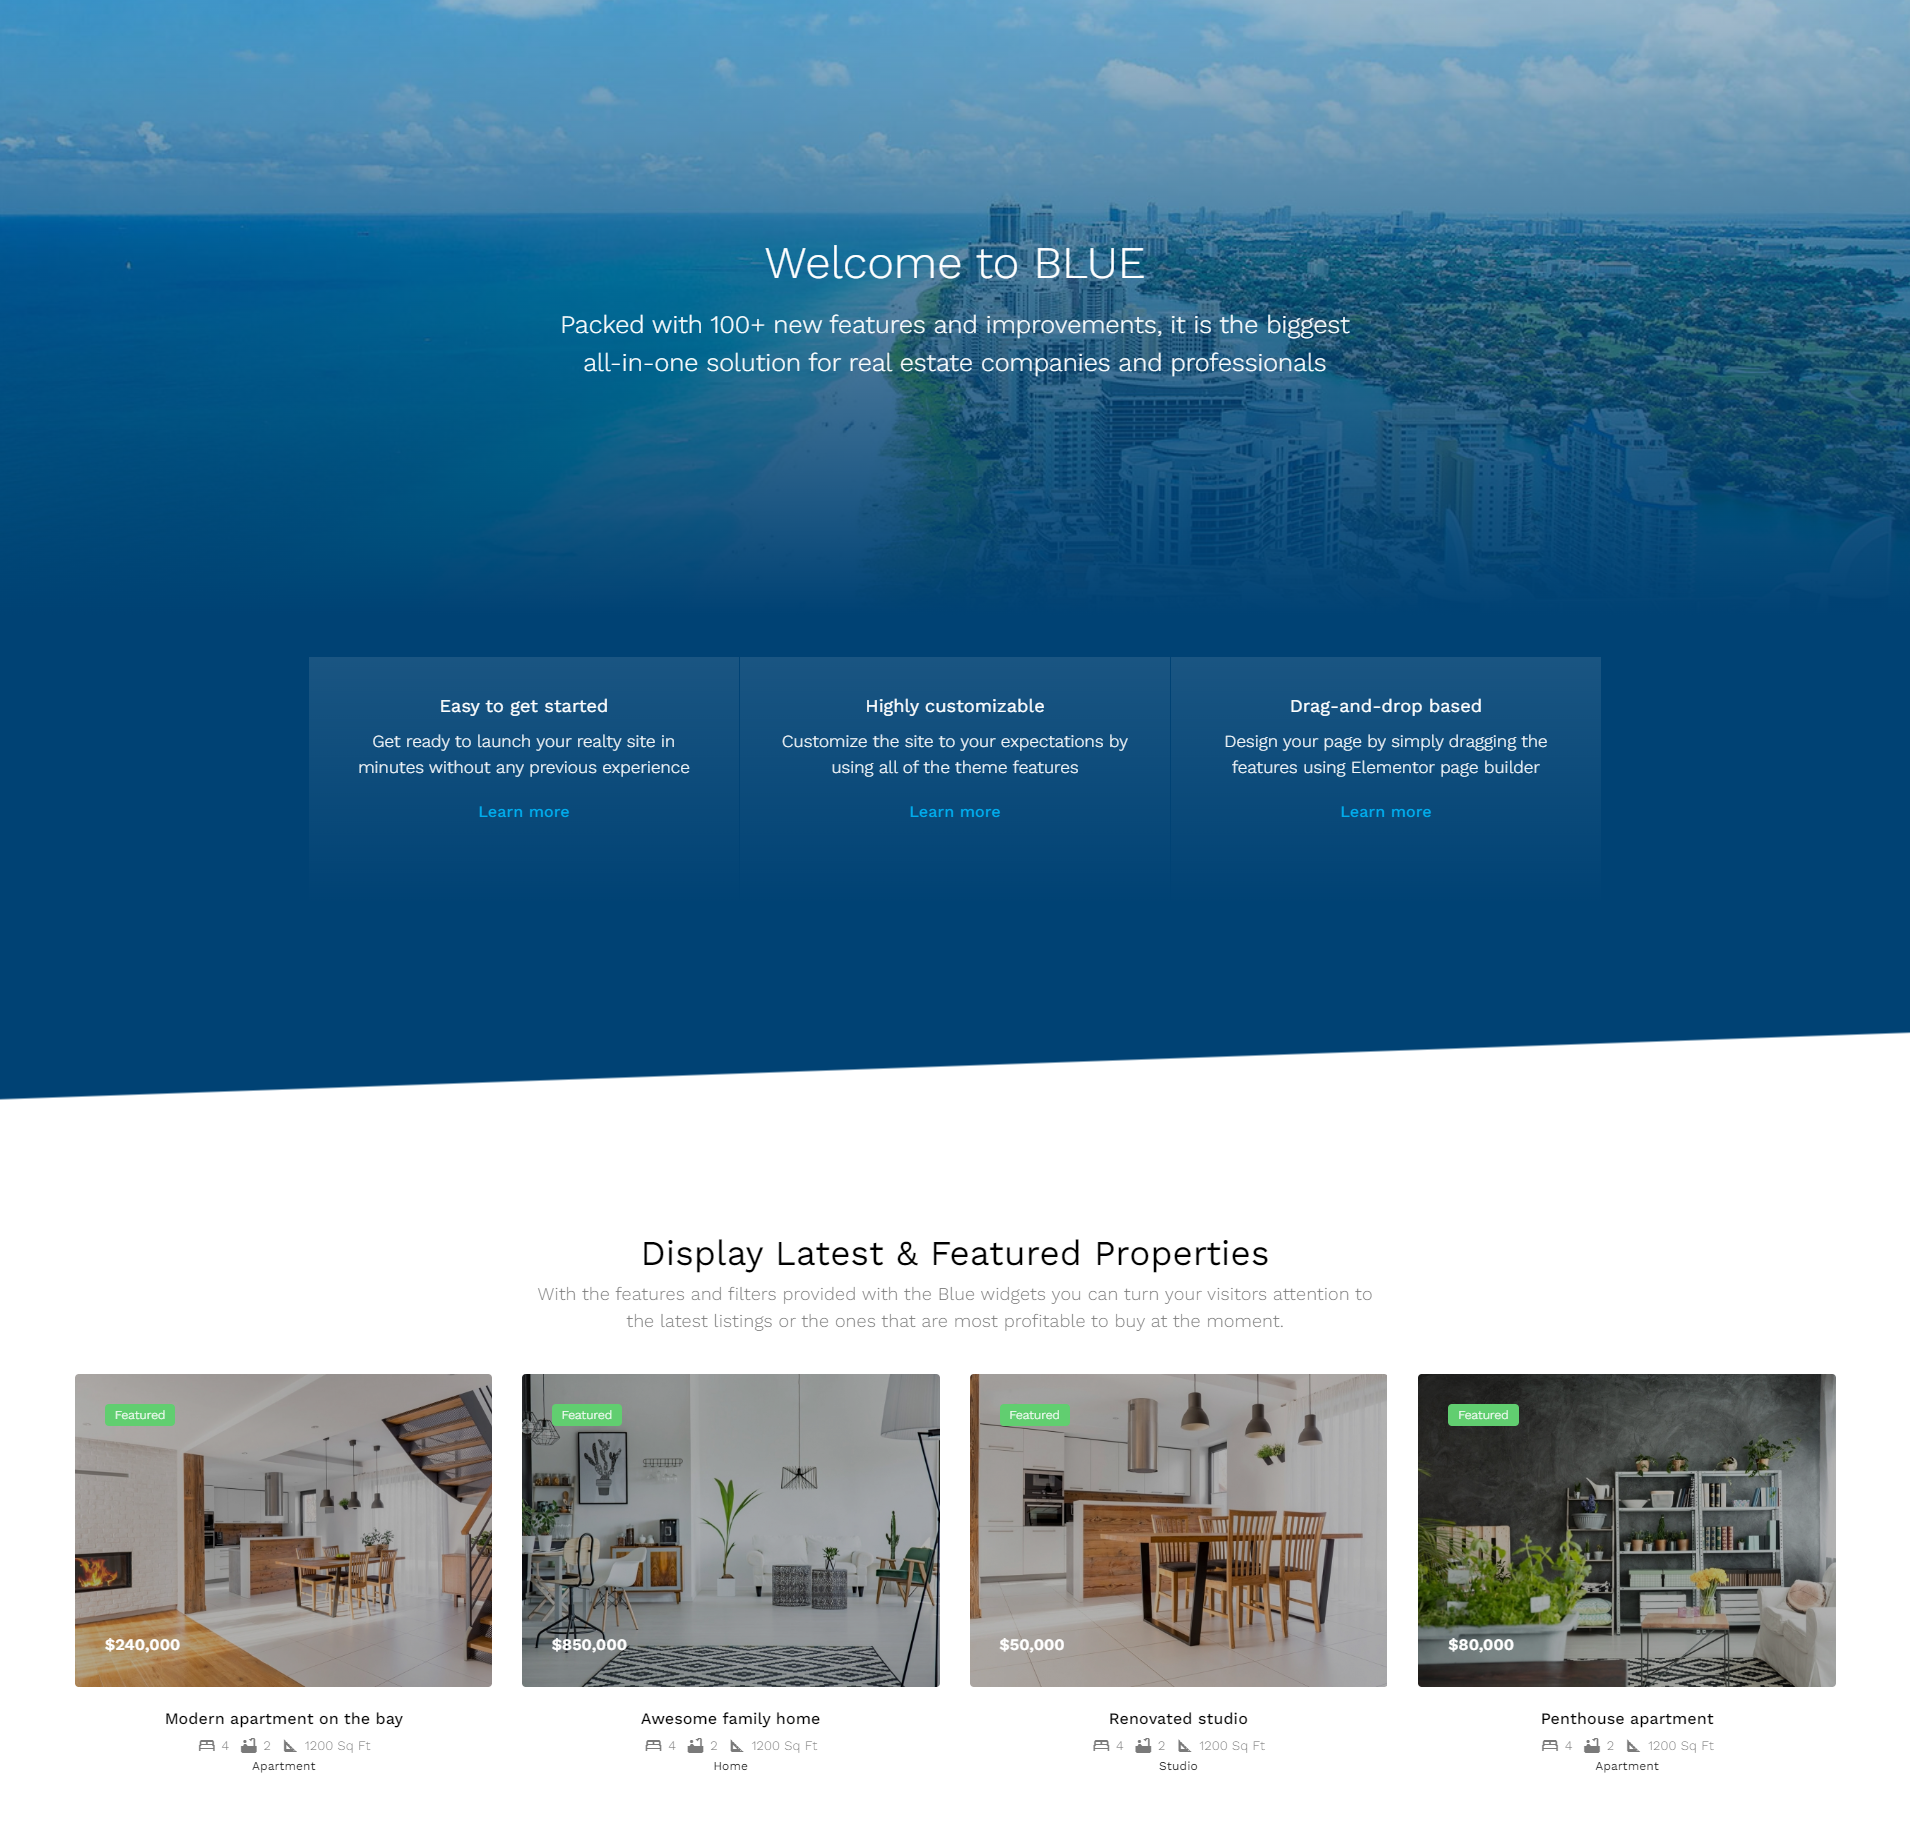 Welcome to BLUE
Packed with 100+ new features and improvements, it is the biggest
all-in-one solution for real estate companies and professionals
Easy to get started
Get ready to launch your realty site in
minutes without any previous experience
Learn more
Highly customizable
Customize the site to your expectations by
using all of the theme features
Learn more
Drag-and-drop based
Design your page by simply dragging the
features using Elementor page builder
Learn more
Display Latest & Featured Properties
With the features and filters provided with the Blue widgets you can turn your visitors attention to
the latest listings or the ones that are most profitable to buy at the moment.
Featured
$240,000
Modern apartment on the bay
4 2 1200 Sq Ft
Apartment
Featured
$850,000
Awesome family home
4 2 1200 Sq Ft
Home
Featured
$50,000
Renovated studio
4 2 1200 Sq Ft
Studio
Featured
$80,000
Penthouse apartment
4 2 1200 Sq Ft
Apartment